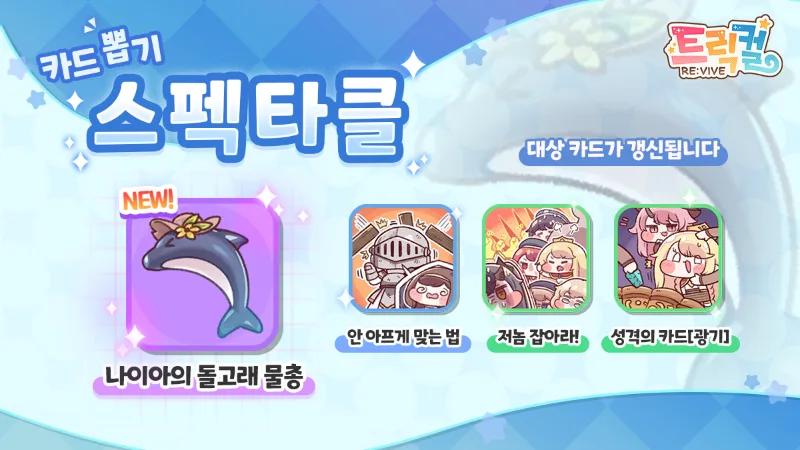 카드 뽑기
스펙타클
트릭컬
RE:VIVE
대상 카드가 갱신됩니다
NEW!
나이아의 돌고래 물총
안 아프게 맞는 법
저놈 잡아라!
성격의 카드[광기]